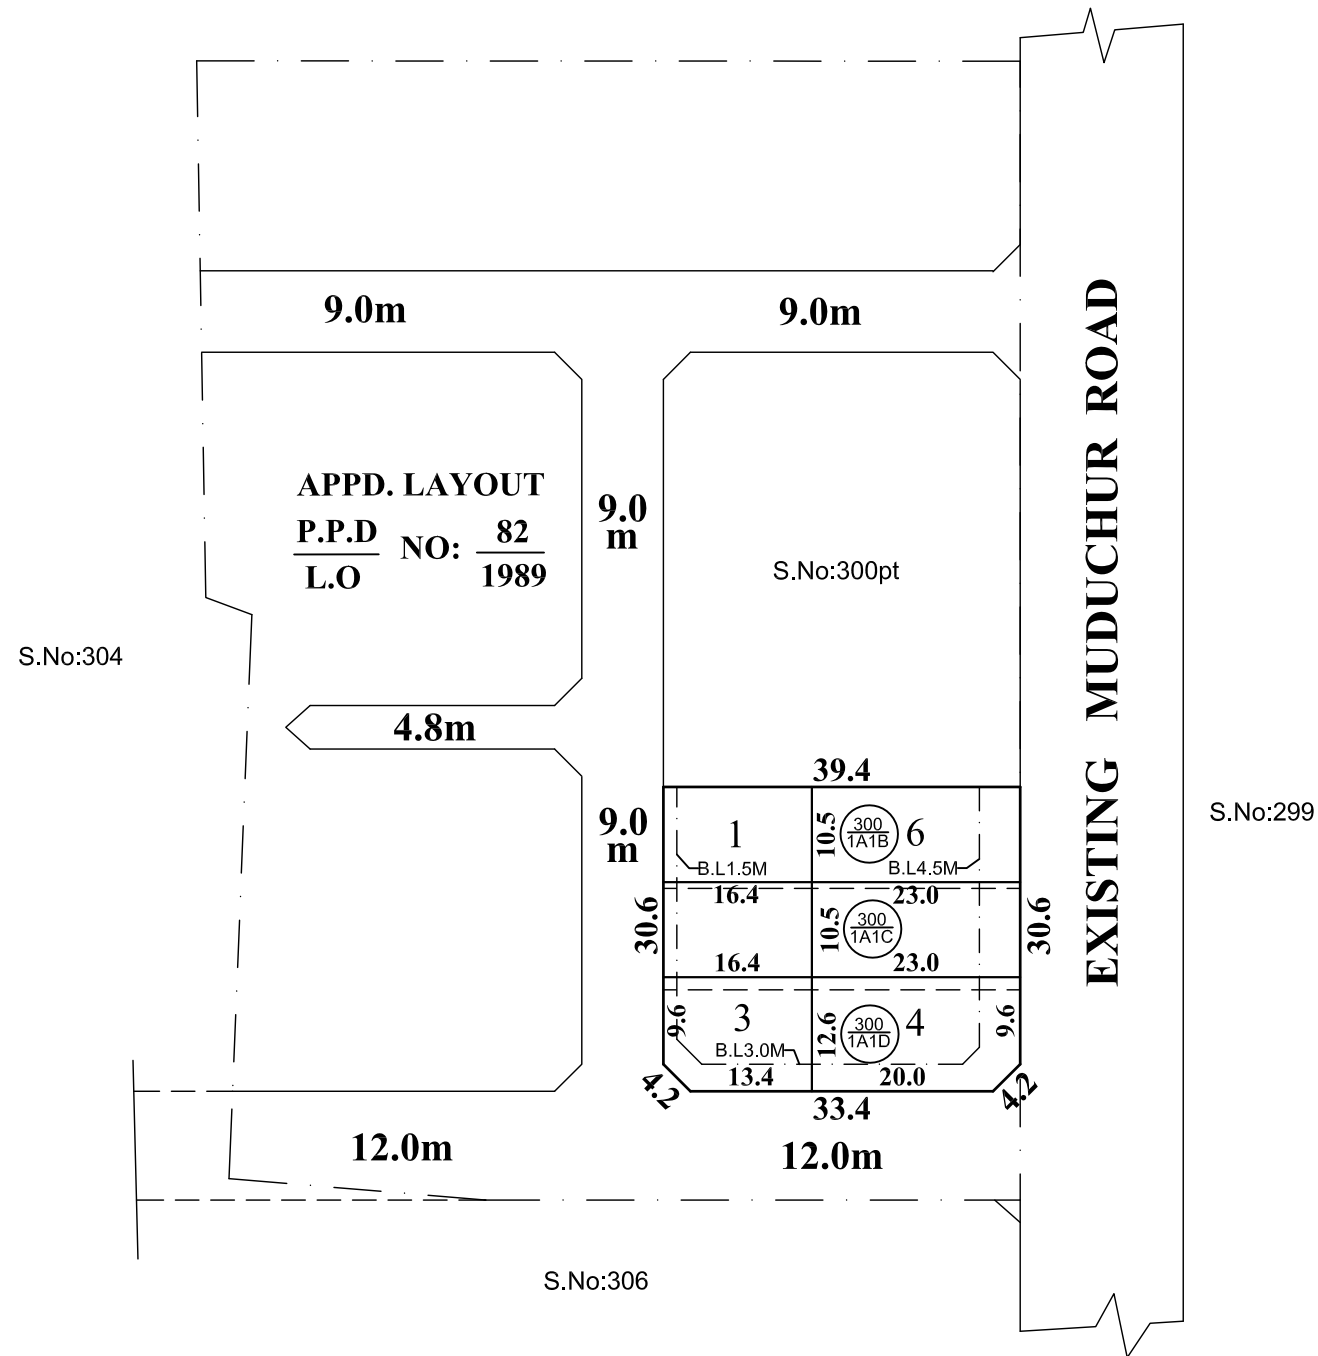 9.0m
9.0m
APPD. LAYOUT
P.P.D
L.O
NO:
82
1989
9.0
m
S.No:300pt
EXISTING MUDUCHUR ROAD
S.No:304
4.8m
39.4
S.No:299
9.0
m
1
10.5
300
1A1B
6
B.L1.5M
B.L4.5M
16.4
23.0
30.6
10.5
300
1A1C
30.6
16.4
23.0
9.6
3
12.6
300
1A1D
4
9.6
B.L3.0M
13.4
20.0
4.2
33.4
4.2
12.0m
12.0m
S.No:306